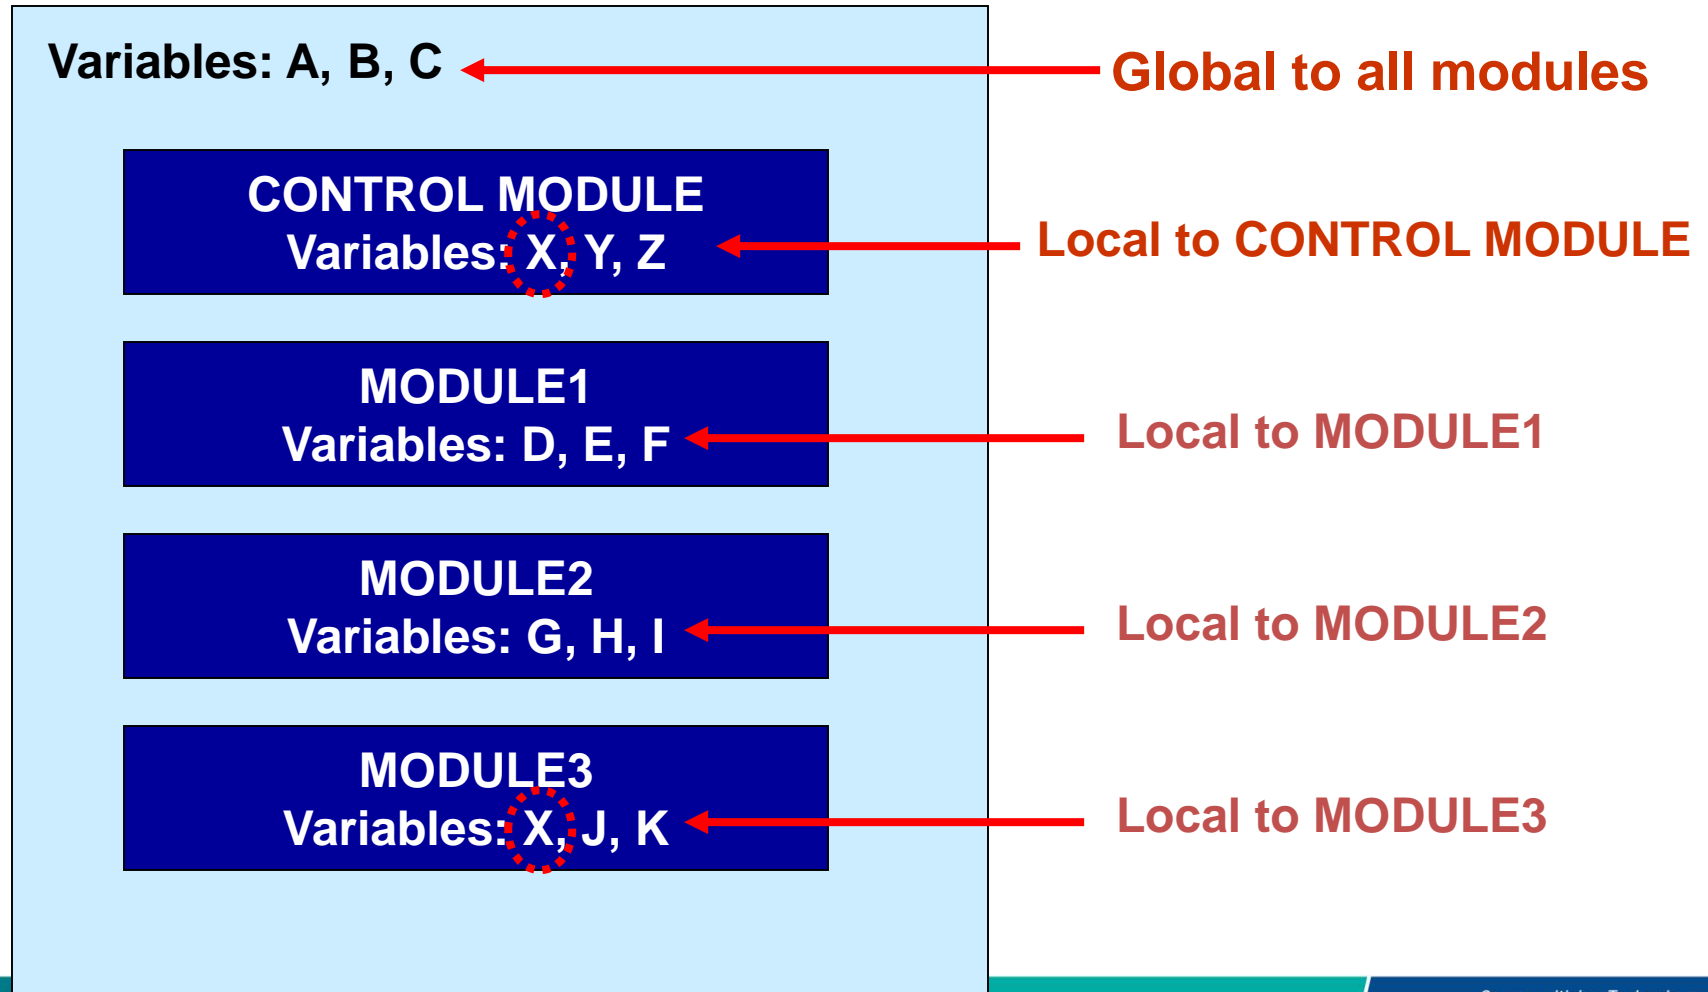 Variables: A, B, C
Global to all modules
CONTROL MODULE
Variables: X, Y, Z
Local to CONTROL MODULE
MODULE1
Variables: D, E, F
Local to MODULE1
MODULE2
Variables: G, H, I
Local to MODULE2
MODULE3
Variables: X, J, K
Local to MODULE3